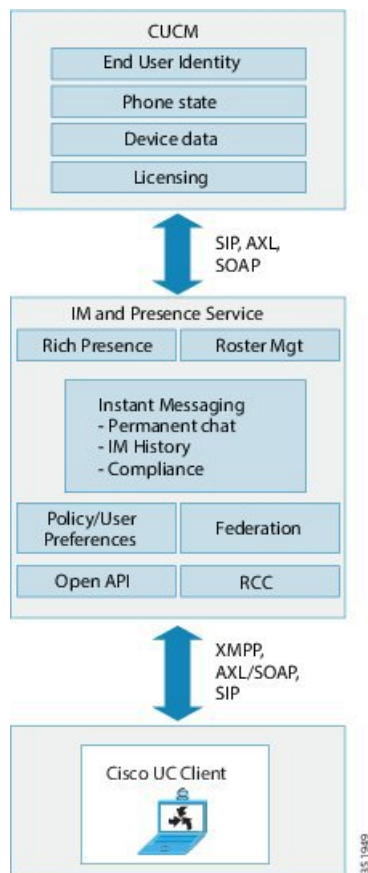 CUCM
End User Identity
Phone state
Device data
Licensing
SIP, AXL,
SOAP
IM and Presence Service
Rich Presence
Roster Mgt
Instant Messaging
- Permanent chat
- IM History
- Compliance
Policy/User
Preferences
Federation
Open API
RCC
XMPP,
AXL/SOAP,
SIP
Cisco UC Client
351949